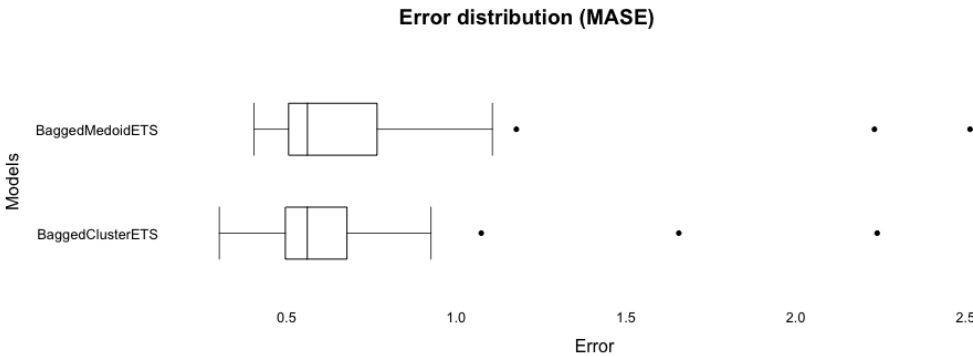 Error distribution (MASE)
BaggedMedoidETS
Models
BaggedClusterETS
0.5 1.0 1.5 2.0 2.5
Error